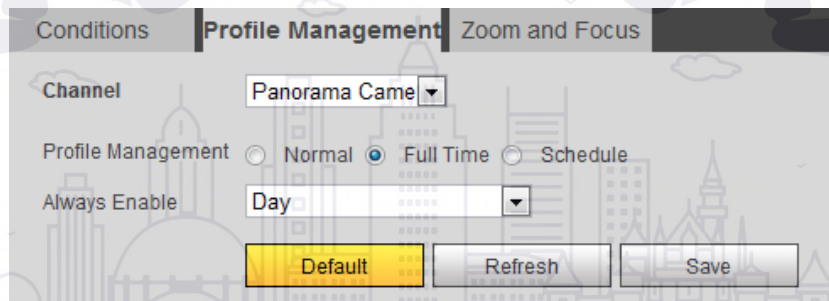 Conditions Profile Management Zoom and Focus
Channel Panorama Came
Profile Management Normal Full Time Schedule
Always Enable Day
Default Refresh Save